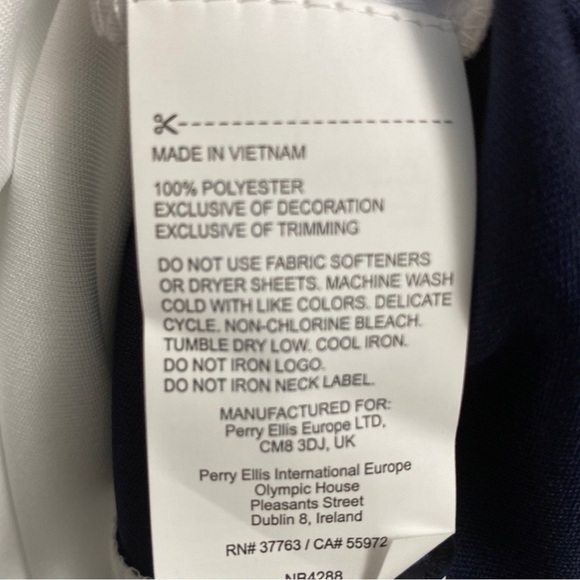 MADE IN VIETNAM
100% POLYESTER
EXCLUSIVE OF DECORATION
EXCLUSIVE OF TRIMMING
DO NOT USE FABRIC SOFTENERS
OR DRYER SHEETS. MACHINE WASH
COLD WITH LIKE COLORS. DELICATE
CYCLE. NON-CHLORINE BLEACH.
TUMBLE DRY LOW. COOL IRON.
DO NOT IRON LOGO.
DO NOT IRON NECK LABEL.
MANUFACTURED FOR:
Perry Ellis Europe LTD,
CM8 3DJ, UK
Perry Ellis International Europe
Olympic House
Pleasants Street
Dublin 8, Ireland
RN# 37763 / CA# 55972
NB4288